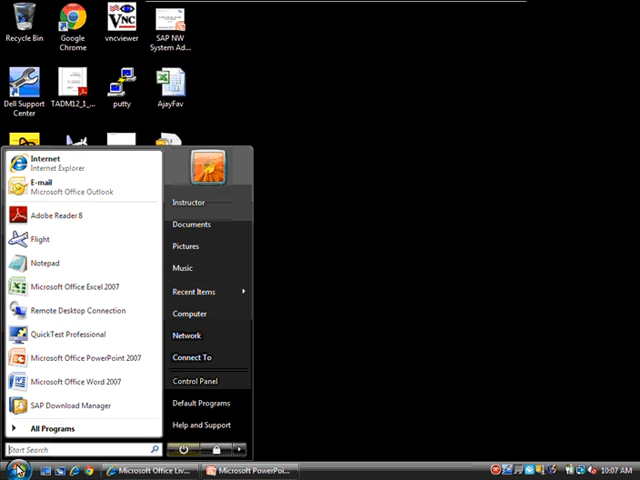 Recycle Bin
Google
Chrome
VNC
vncviewer
SAP NW
System Ad...
Dell Support
Center
TADM12_1_...
putty
AjayFav
Internet
Internet Explorer
E-mail
Microsoft Office Outlook
Adobe Reader 8
Flight
Notepad
Microsoft Office Excel 2007
Remote Desktop Connection
QuickTest Professional
Microsoft Office PowerPoint 2007
Microsoft Office Word 2007
SAP Download Manager
All Programs
Start Search
Instructor
Documents
Pictures
Music
Recent Items
Computer
Network
Connect To
Control Panel
Default Programs
Help and Support
Microsoft Office Liv...
Microsoft PowerPoi...
10:07 AM